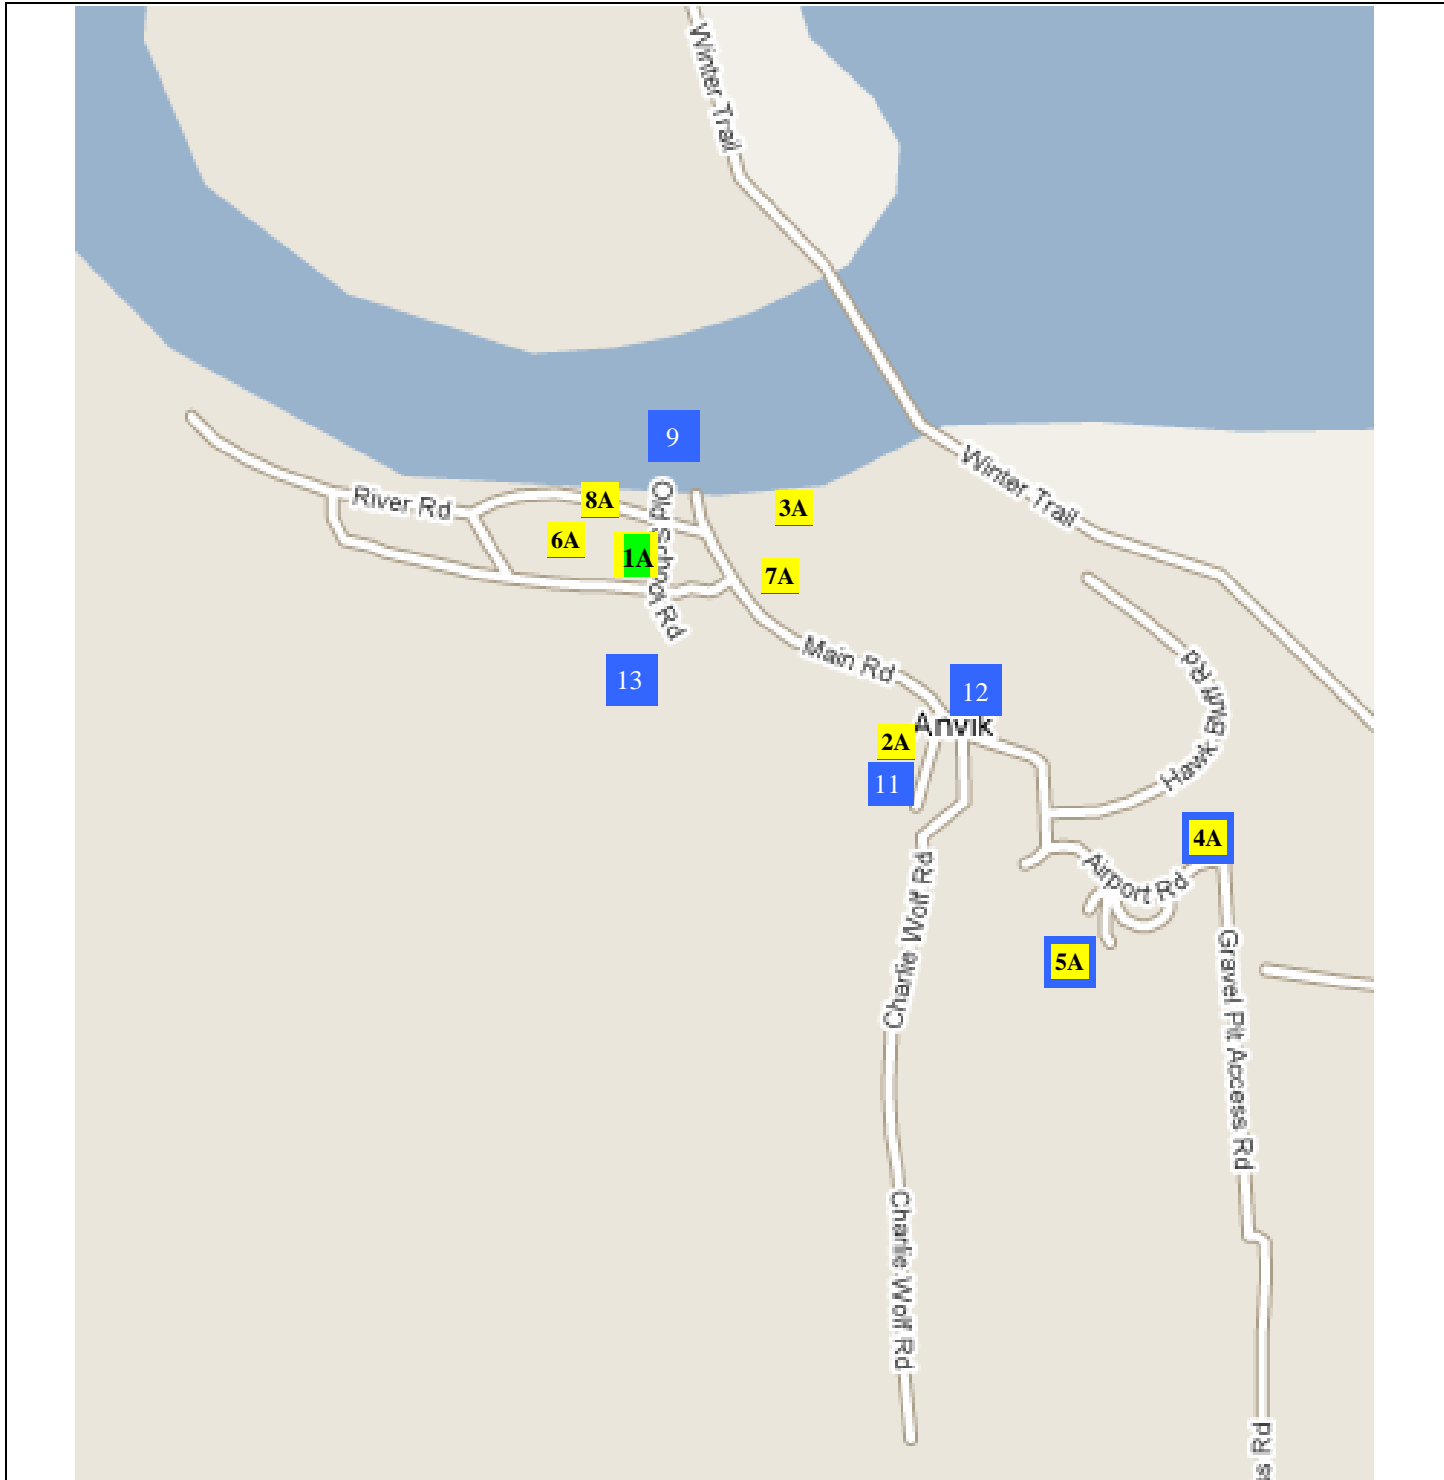 Winter Trail
9
Winter Trail
River Rd
8A
Old School Rd
3A
6A
1A
7A
Main Rd
13
12
Hawk Bluff Rd
Anvik
2A
11
4A
Airport Rd
Charlie Wolf Rd
5A
Gravel Pit Access Rd
Charlie Wolf Rd
Rd